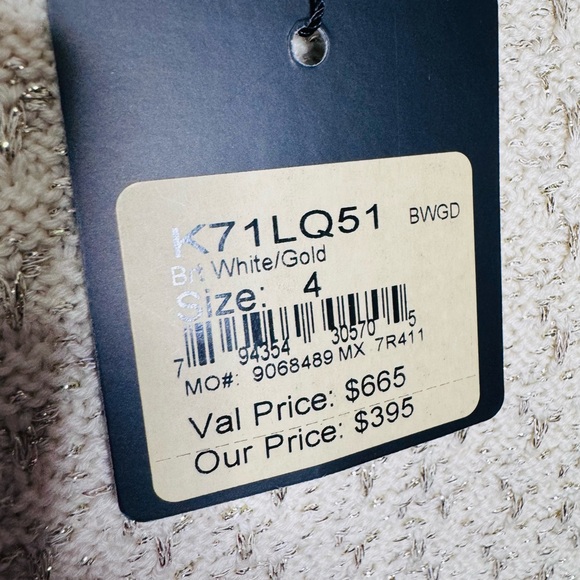 K71LQ51 BWGD
Brt White/Gold
Size: 4
7 94354 30570 5
MO#: 9068489 MX 7R411
Val Price: $665
Our Price: $395